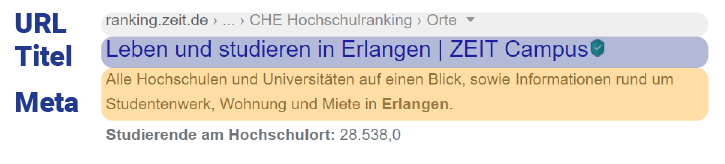 URL ranking.zeit.de › ... › CHE Hochschulranking › Orte
Titel Leben und studieren in Erlangen | ZEIT Campus
Meta Alle Hochschulen und Universitäten auf einen Blick, sowie Informationen rund um
Studentenwerk, Wohnung und Miete in Erlangen.
Studierende am Hochschulort: 28.538,0